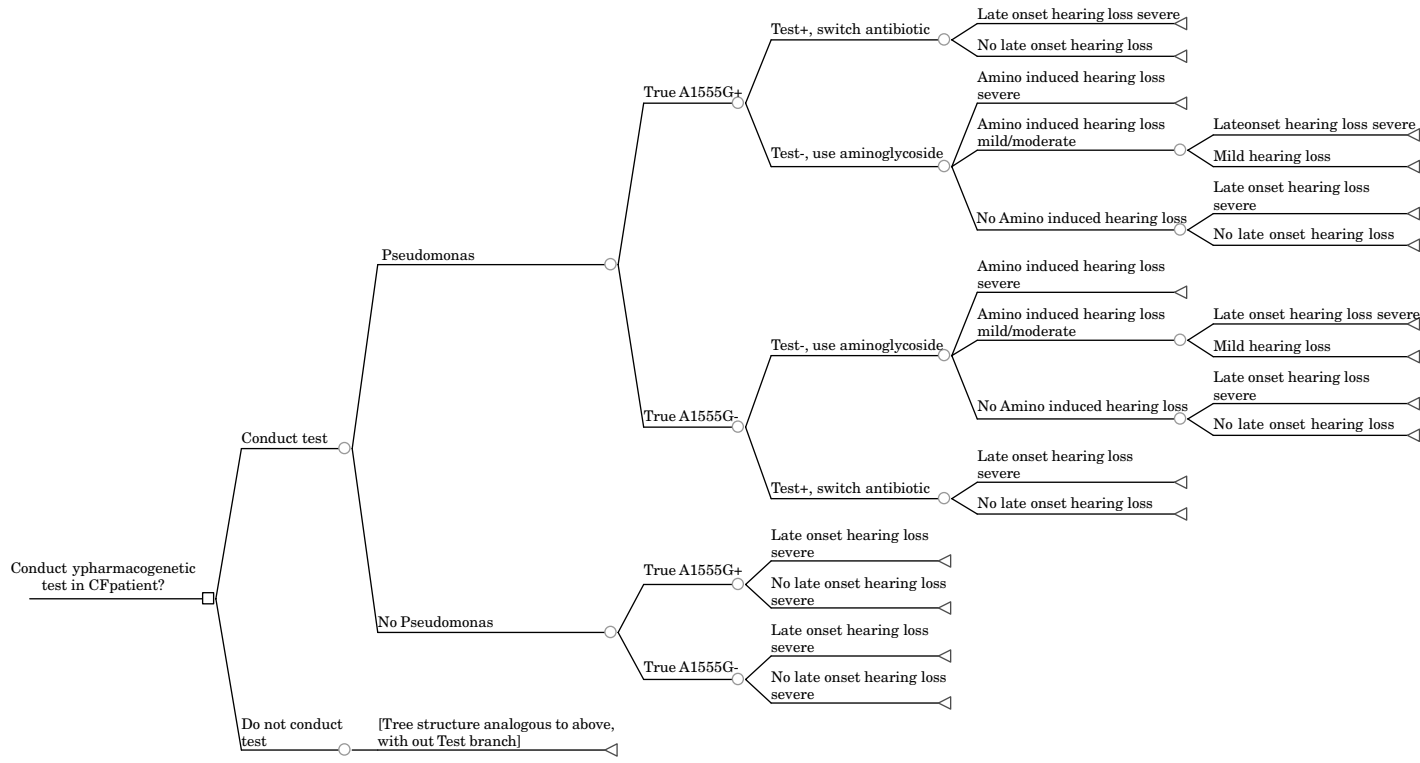 Late onset hearing loss severe
Test+, switch antibiotic
No late onset hearing loss
Amino induced hearing loss
severe
True A1555G+
Amino induced hearing loss
mild/moderate
Lateonset hearing loss severe
Test-, use aminoglycoside
Mild hearing loss
Late onset hearing loss
severe
No Amino induced hearing loss
No late onset hearing loss
Pseudomonas
Amino induced hearing loss
severe
Amino induced hearing loss
mild/moderate
Late onset hearing loss severe
Test-, use aminoglycoside
Mild hearing loss
Late onset hearing loss
severe
No Amino induced hearing loss
No late onset hearing loss
True A1555G-
Conduct test
Late onset hearing loss
severe
Test+, switch antibiotic
No late onset hearing loss
Late onset hearing loss
severe
Conduct ypharmacogenetic
test in CFpatient?
True A1555G+
No late onset hearing loss
severe
No Pseudomonas
Late onset hearing loss
severe
True A1555G-
No late onset hearing loss
severe
Do not conduct
test
[Tree structure analogous to above,
with out Test branch]